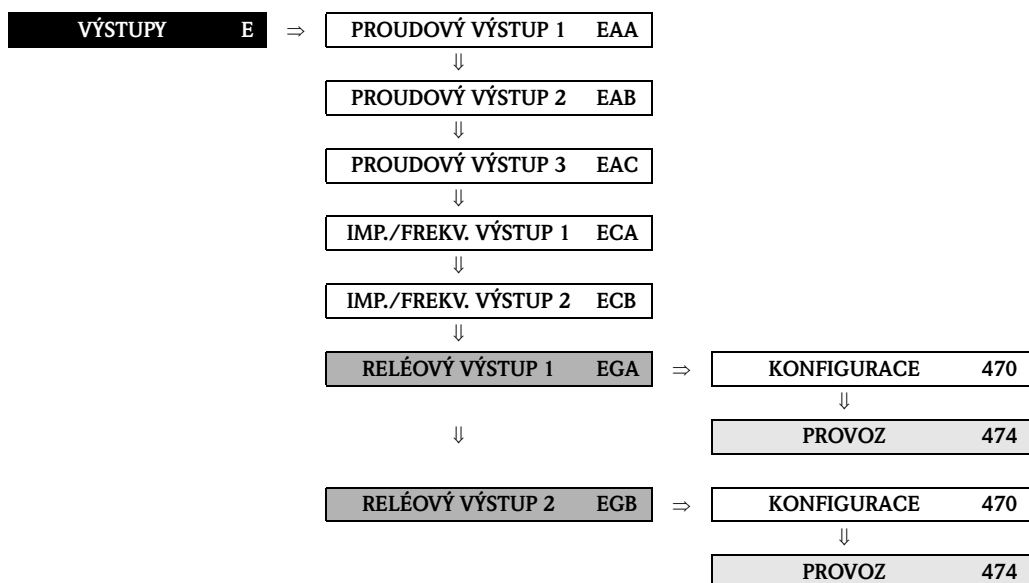 VÝSTUPY E ⇒ PROUDOVÝ VÝSTUP 1 EAA
⇓
PROUDOVÝ VÝSTUP 2 EAB
⇓
PROUDOVÝ VÝSTUP 3 EAC
⇓
IMP./FREKV. VÝSTUP 1 ECA
⇓
IMP./FREKV. VÝSTUP 2 ECB
⇓
RELÉOVÝ VÝSTUP 1 EGA ⇒ KONFIGURACE 470
⇓
⇓ PROVOZ 474
RELÉOVÝ VÝSTUP 2 EGB ⇒ KONFIGURACE 470
⇓
PROVOZ 474